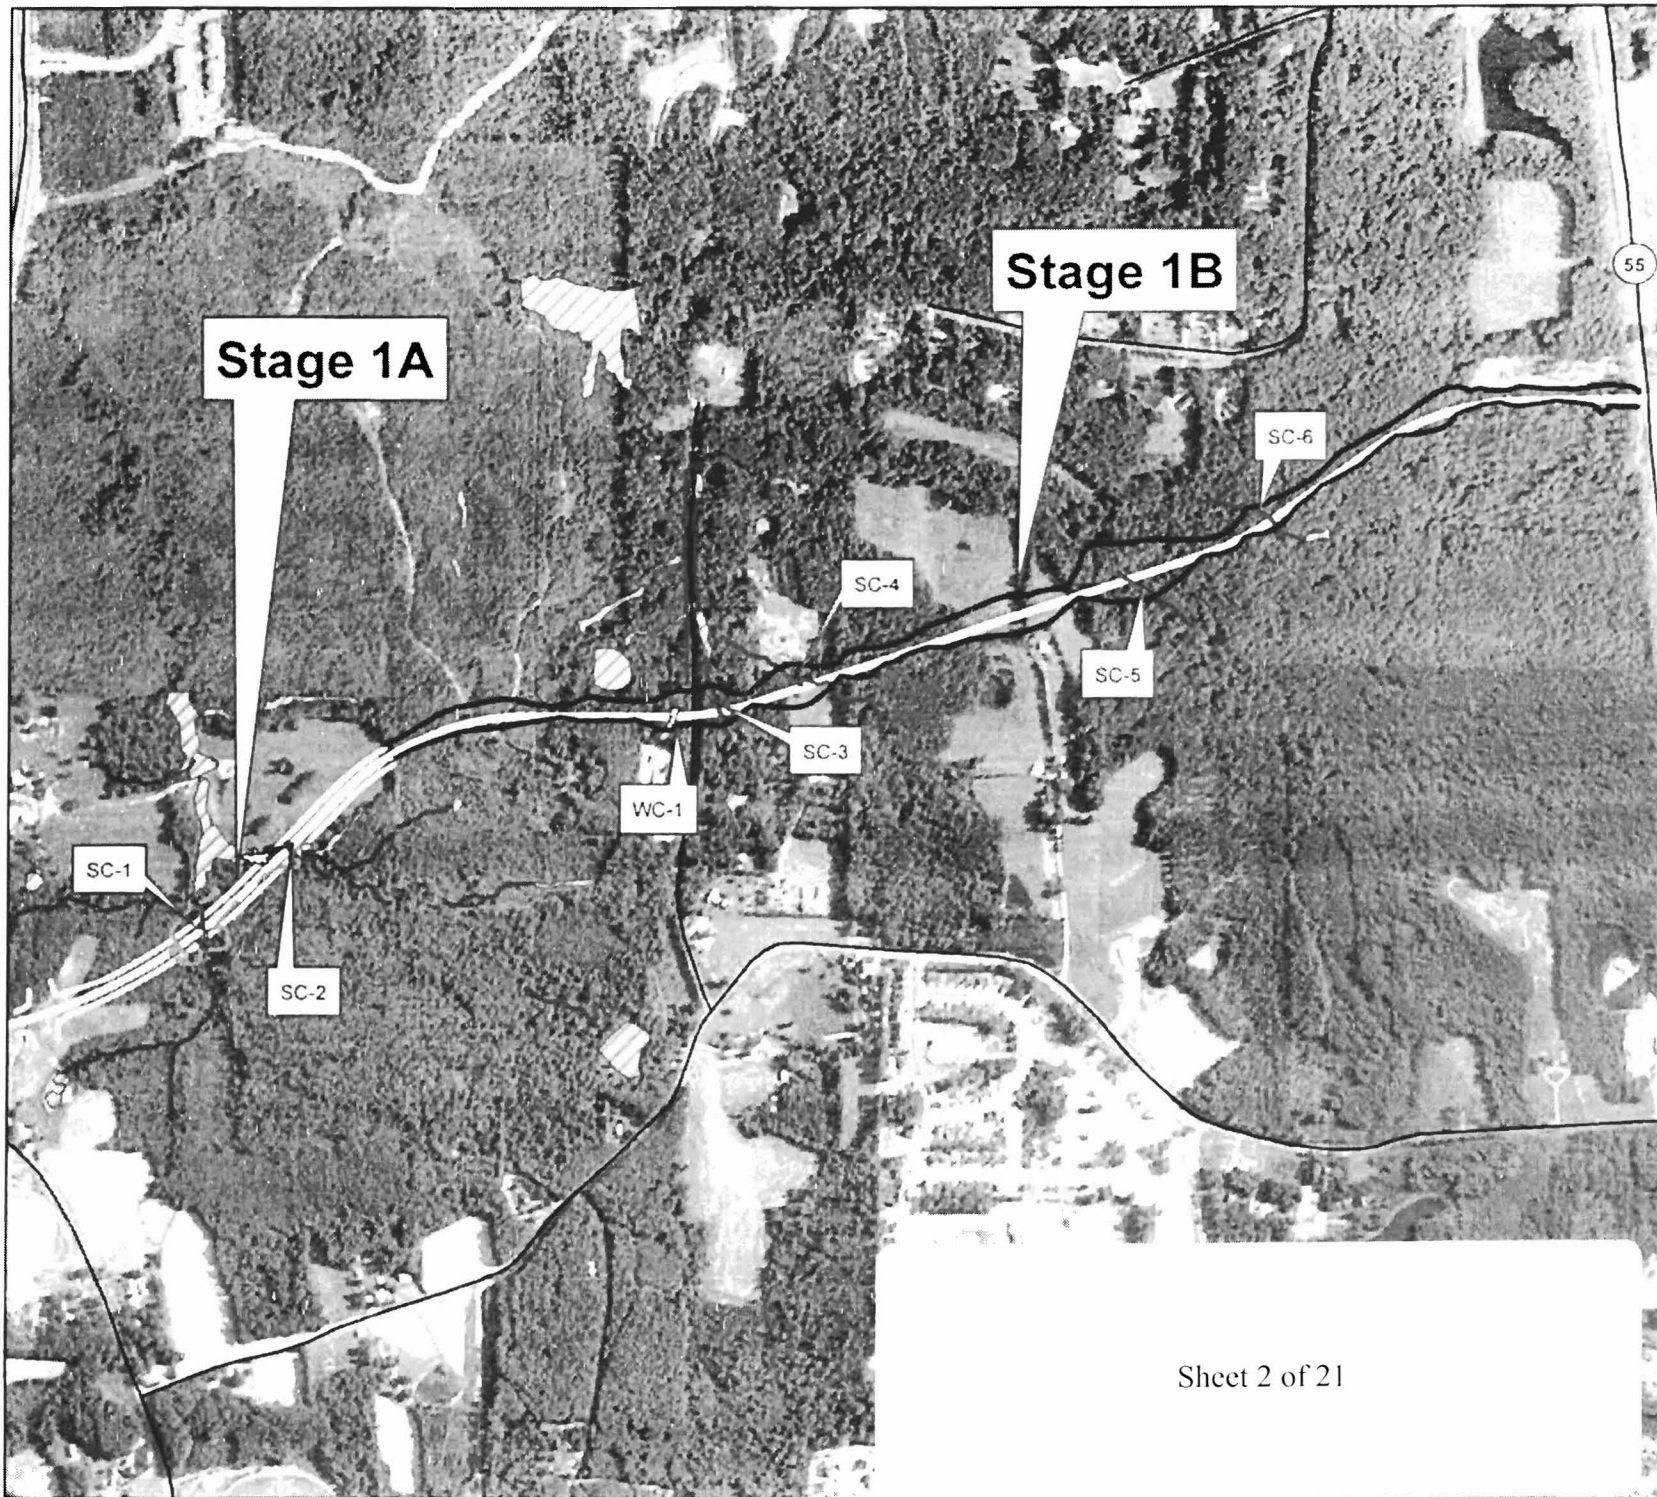 55
Stage 1B
Stage 1A
SC-6
SC-4
SC-5
SC-3
WC-1
SC-1
SC-2
Sheet 2 of 21